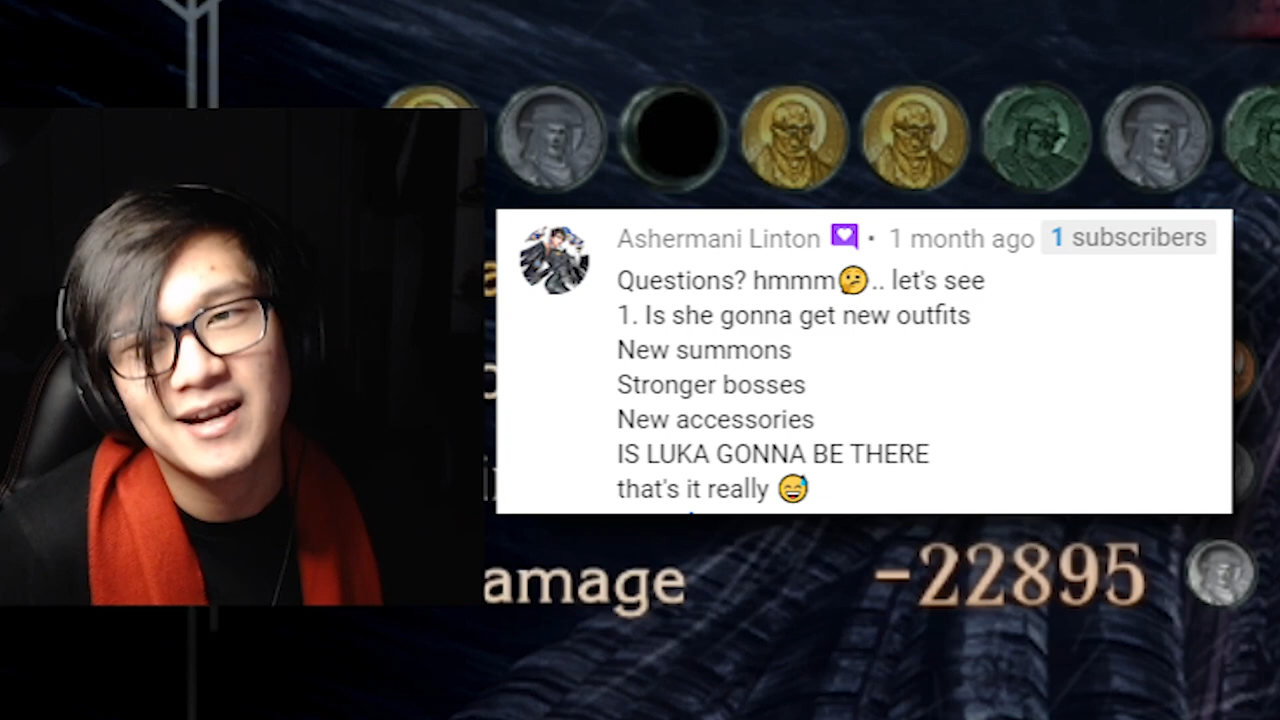 Ashermani Linton • 1 month ago 1 subscribers
Questions? hmmm🤔.. let's see
1. Is she gonna get new outfits
New summons
Stronger bosses
New accessories
IS LUKA GONNA BE THERE
that's it really 😅
amage -22895